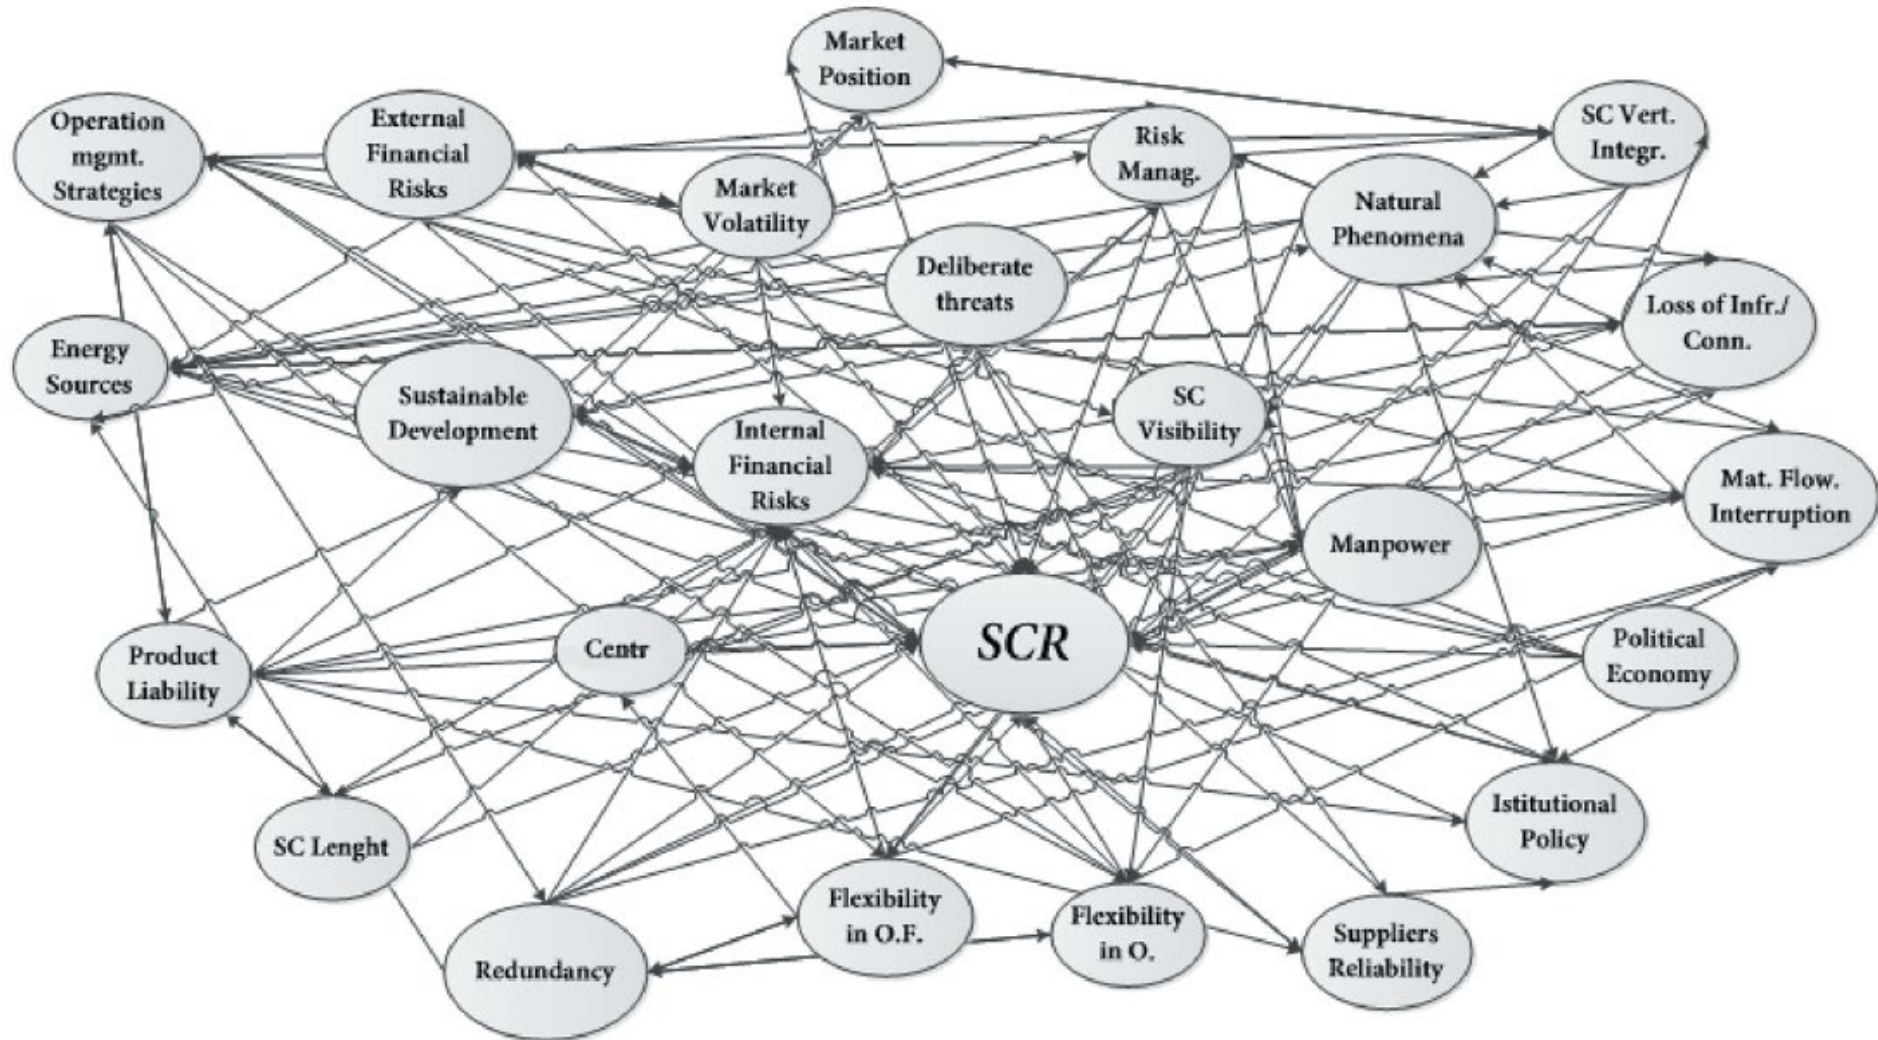 Market
Position
Operation
mgmt.
Strategies
External
Financial
Risks
Market
Volatility
Risk
Manag.
SC Vert.
Integr.
Natural
Phenomena
Deliberate
threats
Loss of Infr./
Conn.
Energy
Sources
Sustainable
Development
Internal
Financial
Risks
SC
Visibility
Mat. Flow.
Interruption
Manpower
Product
Liability
Centr
SCR
Political
Economy
SC Lenght
Istitutional
Policy
Redundancy
Flexibility
in O.F.
Flexibility
in O.
Suppliers
Reliability